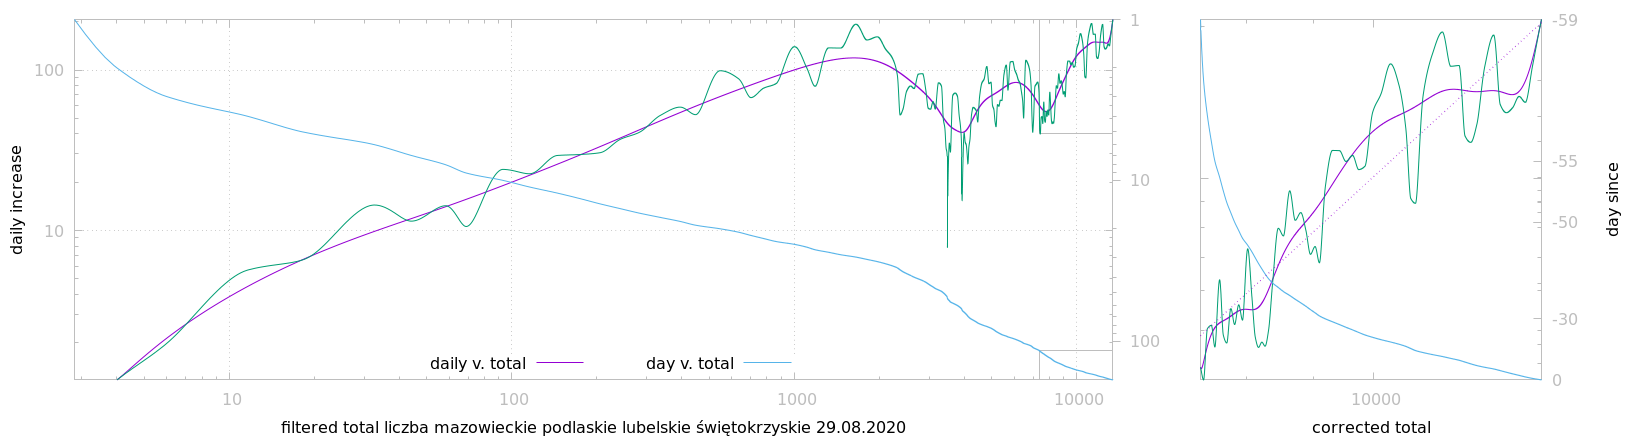 daily increase
100
10
daily v. total
day v. total
10
100
1000
10000
1
10
100
filtered total liczba mazowieckie podlaskie lubelskie świętokrzyskie 29.08.2020
-59
-55
-50
-30
0
day since
10000
corrected total